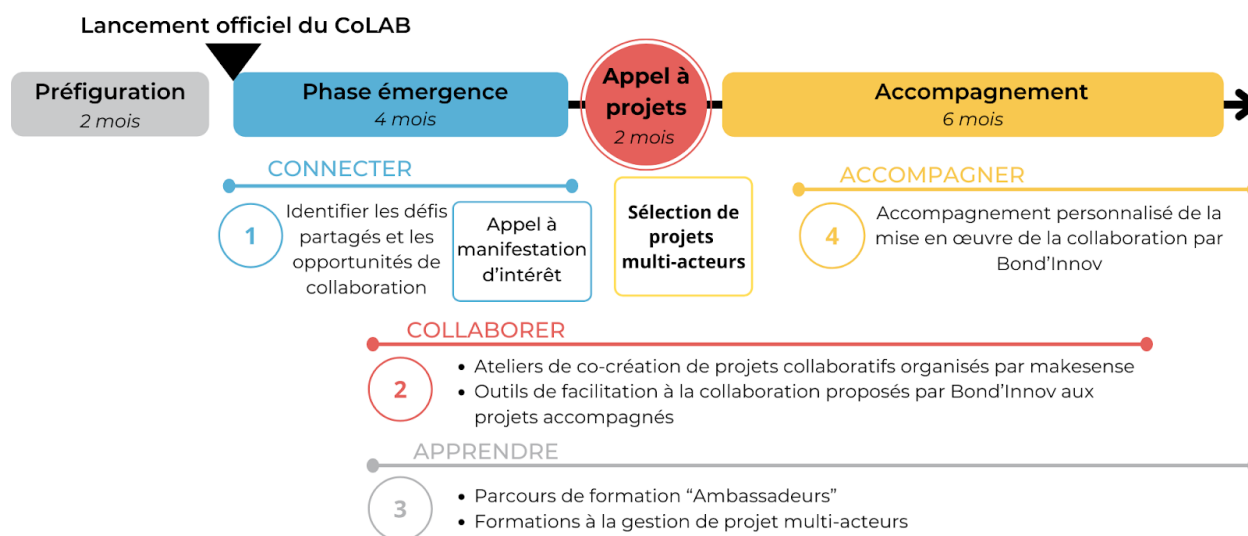 Lancement officiel du CoLAB
Préfiguration
2 mois
Phase émergence
4 mois
Appel à
projets
2 mois
Accompagnement
6 mois
CONNECTER
1
Identifier les défis
partagés et les
opportunités de
collaboration
Appel à
manifestation
d'intérêt
Sélection de
projets
multi-acteurs
ACCOMPAGNER
4
Accompagnement personnalisé de la
mise en œuvre de la collaboration par
Bond'Innov
COLLABORER
2
• Ateliers de co-création de projets collaboratifs organisés par makesense
• Outils de facilitation à la collaboration proposés par Bond'Innov aux
projets accompagnés
APPRENDRE
3
• Parcours de formation “Ambassadeurs”
• Formations à la gestion de projet multi-acteurs